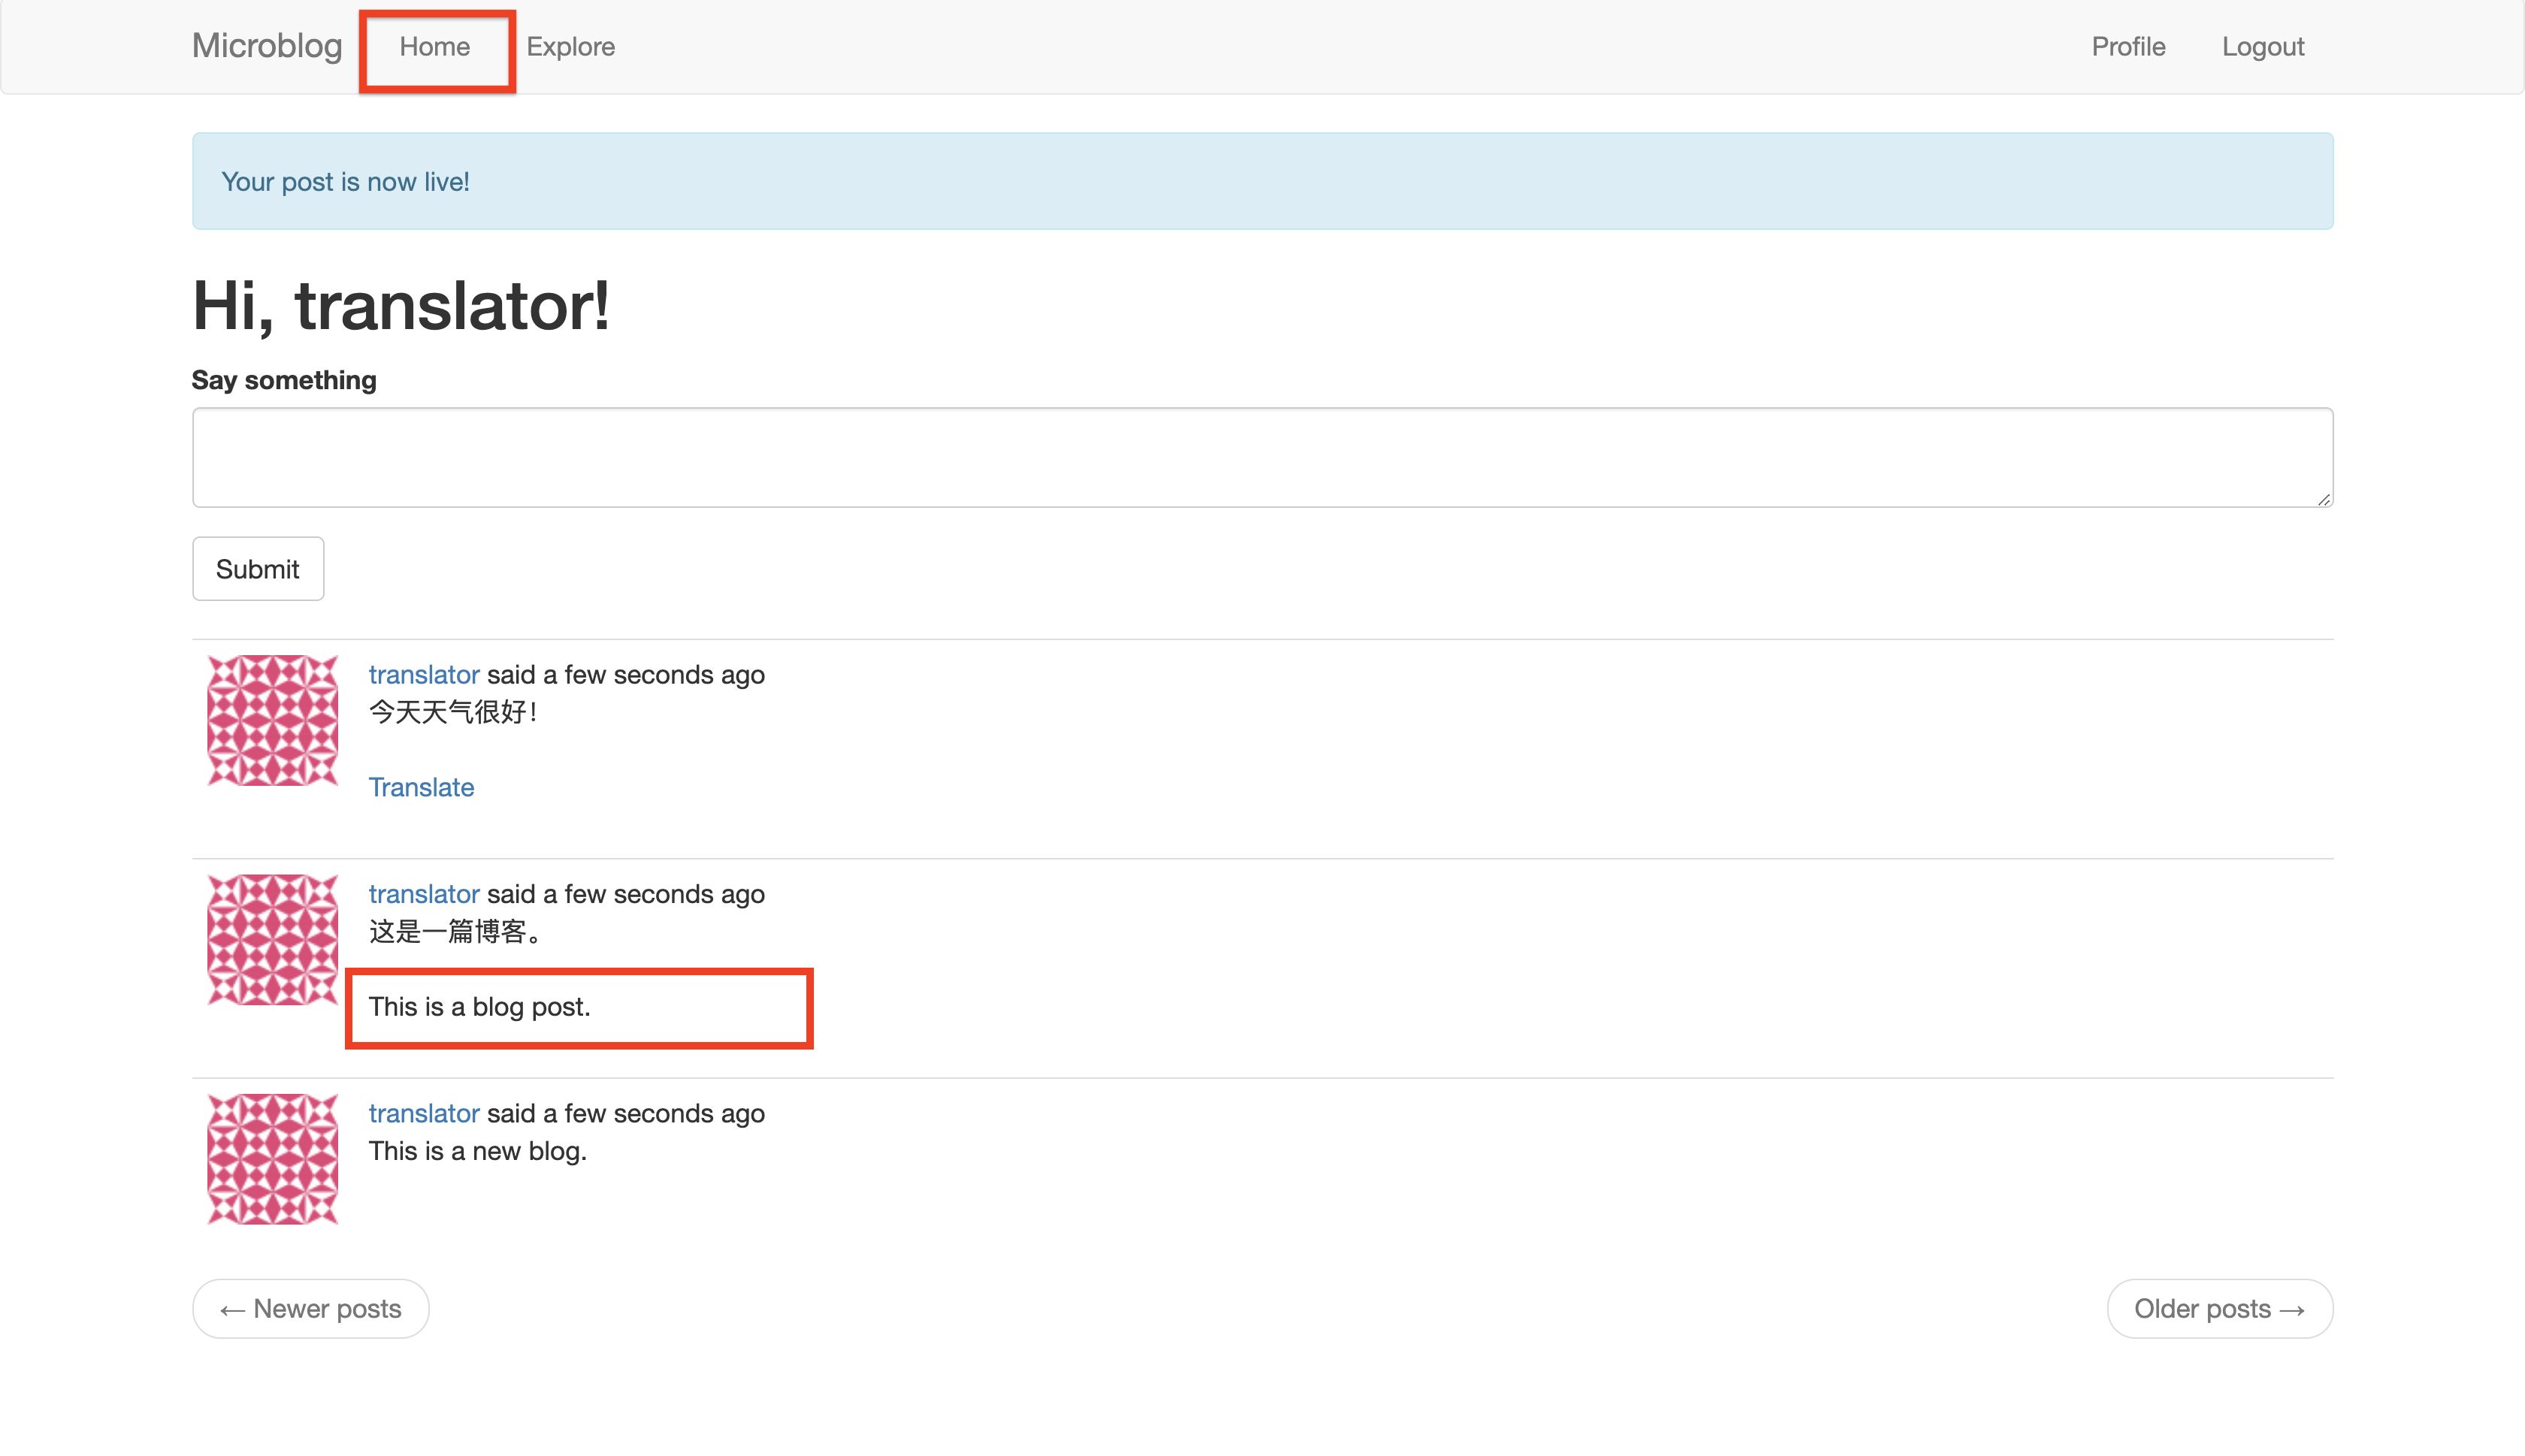 Microblog Home Explore Profile Logout
Your post is now live!
Hi, translator!
Say something
Submit
translator said a few seconds ago
今天天气很好!
Translate
translator said a few seconds ago
这是一篇博客。
This is a blog post.
translator said a few seconds ago
This is a new blog.
← Newer posts Older posts →